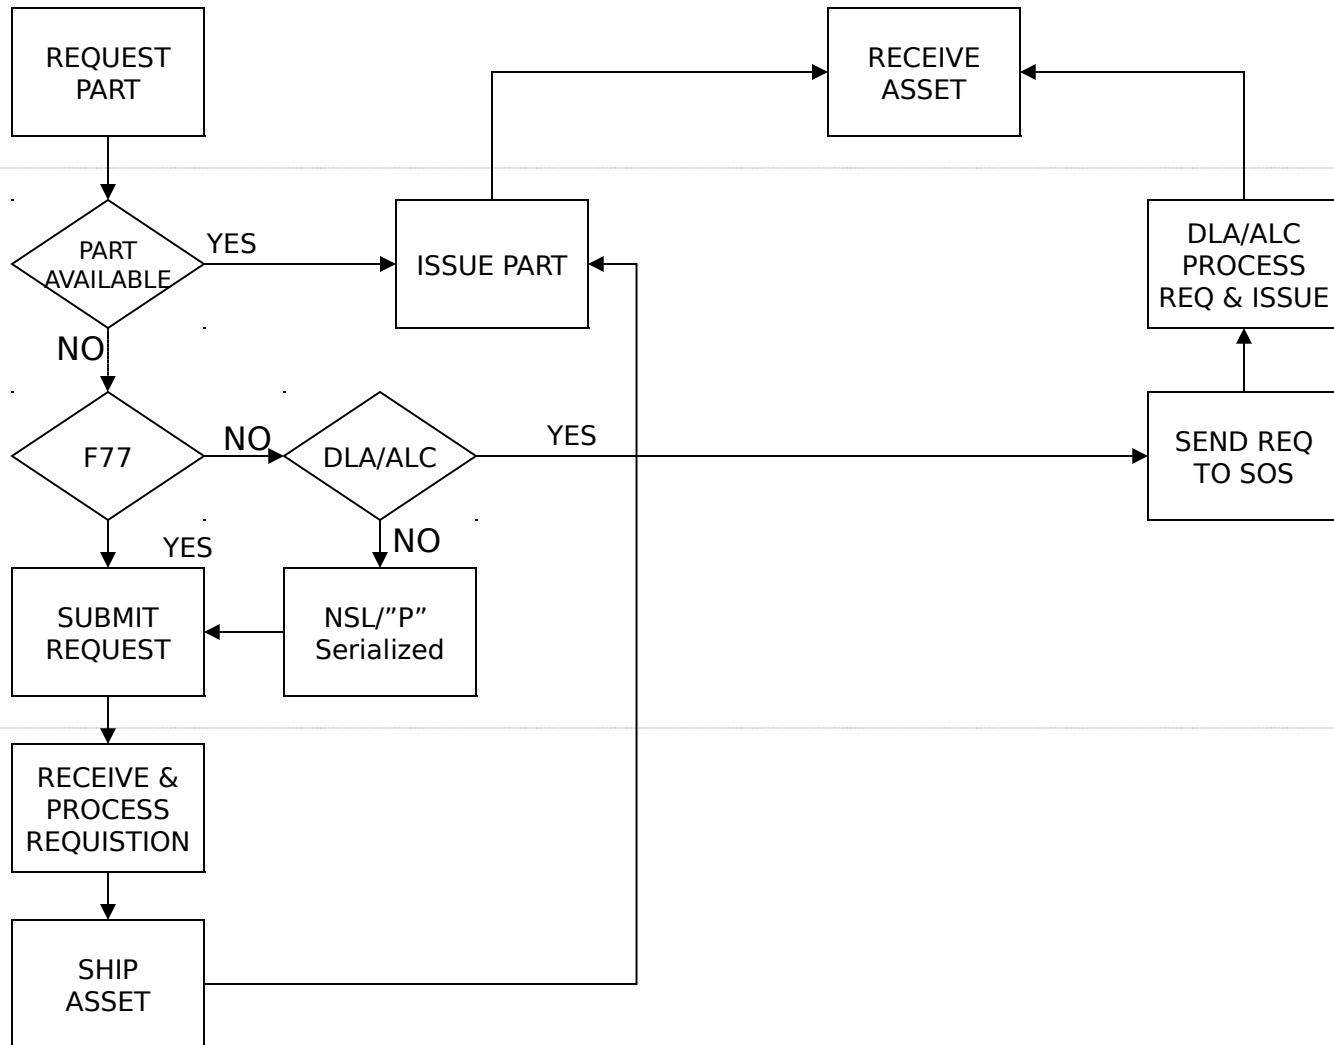 REQUEST
PART
RECEIVE
ASSET
PART
AVAILABLE
YES
ISSUE PART
DLA/ALC
PROCESS
REQ & ISSUE
NO
F77
NO
DLA/ALC
YES
SEND REQ
TO SOS
YES
NO
SUBMIT
REQUEST
NSL/”P”
Serialized
RECEIVE &
PROCESS
REQUISTION
SHIP
ASSET